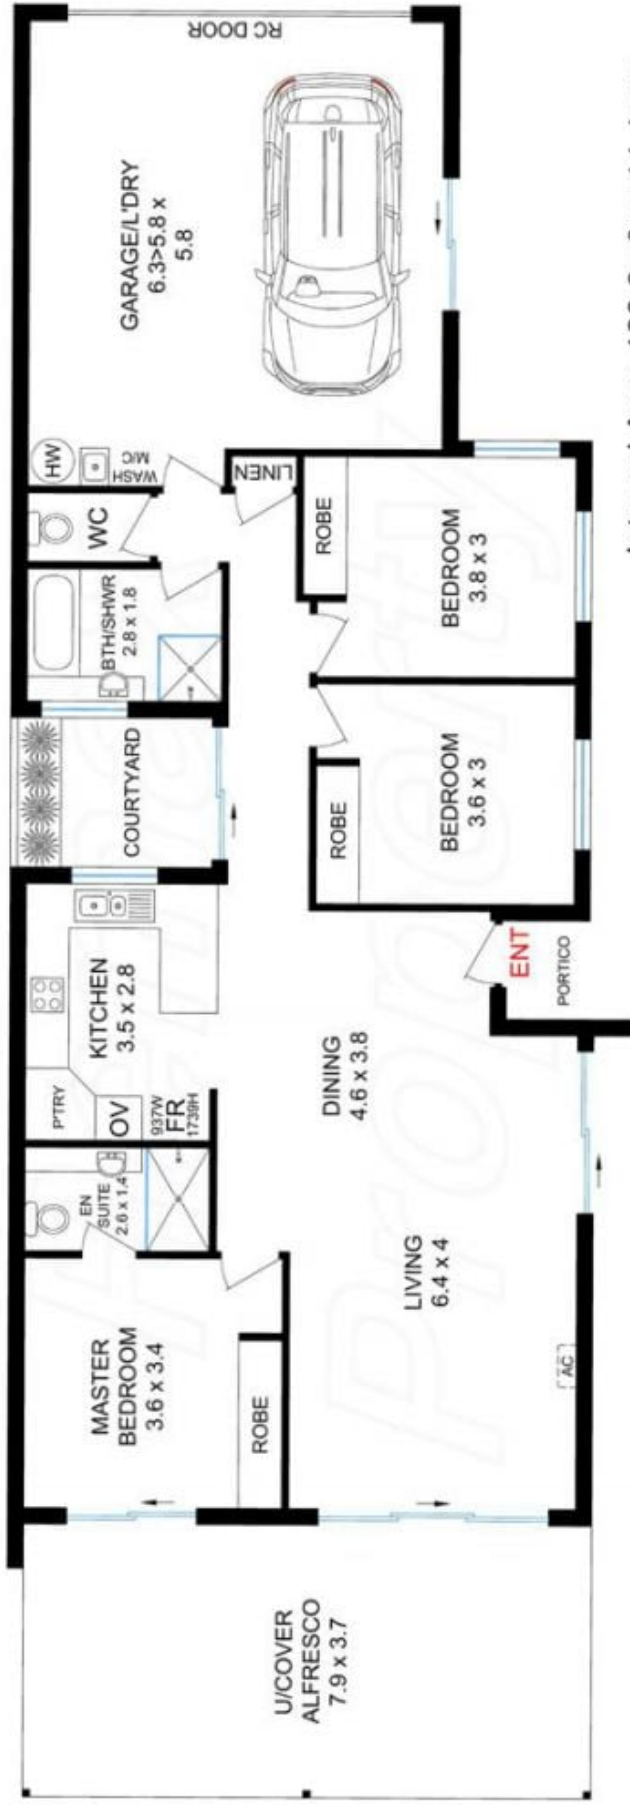 RC DOOR
GARAGE/L'DRY
6.3>5.8 x
5.8
HW
WASH
M/C
WC
LINEN
BTH/SHWR
2.8 x 1.8
ROBE
BEDROOM
3.8 x 3
COURTYARD
ROBE
BEDROOM
3.6 x 3
KITCHEN
3.5 x 2.8
P'TRY
OV
937W
FR
1739H
ENT
PORTICO
DINING
4.6 x 3.8
EN
SUITE
2.6 x 1.4
LIVING
6.4 x 4
AC
MASTER
BEDROOM
3.6 x 3.4
ROBE
U/COVER
ALFRESCO
7.9 x 3.7
Property